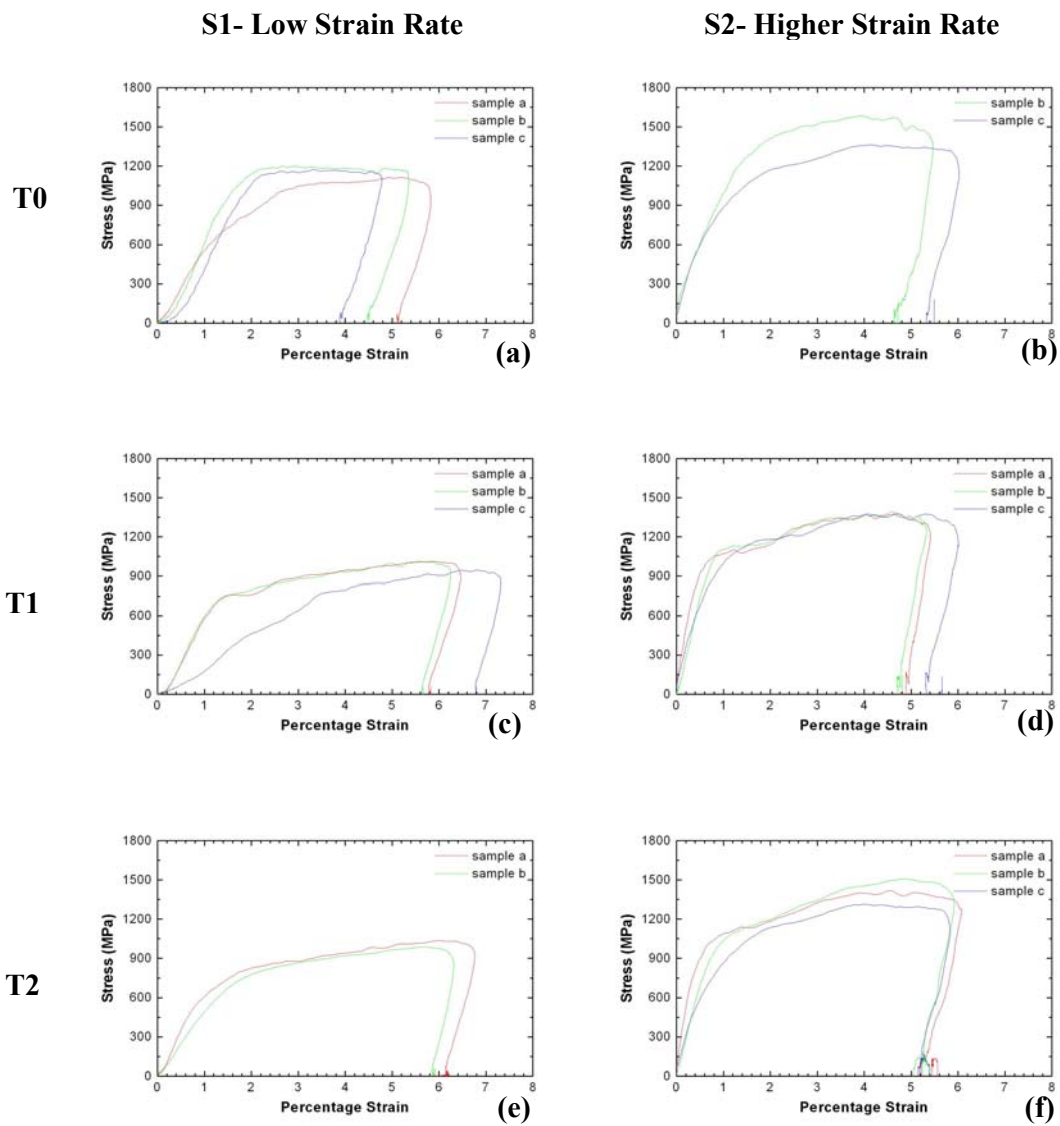 S1- Low Strain Rate
S2- Higher Strain Rate
T0
1800
1500
1200
900
600
300
0
Stress (MPa)
sample a
sample b
sample c
0 1 2 3 4 5 6 7 8
Percentage Strain
(a)
1800
1500
1200
900
600
300
0
Stress (MPa)
sample b
sample c
0 1 2 3 4 5 6 7 8
Percentage Strain
(b)
T1
1800
1500
1200
900
600
300
0
Stress (MPa)
sample a
sample b
sample c
0 1 2 3 4 5 6 7 8
Percentage Strain
(c)
1800
1500
1200
900
600
300
0
Stress (MPa)
sample a
sample b
sample c
0 1 2 3 4 5 6 7 8
Percentage Strain
(d)
T2
1800
1500
1200
900
600
300
0
Stress (MPa)
sample a
sample b
0 1 2 3 4 5 6 7 8
Percentage Strain
(e)
1800
1500
1200
900
600
300
0
Stress (MPa)
sample a
sample b
sample c
0 1 2 3 4 5 6 7 8
Percentage Strain
(f)